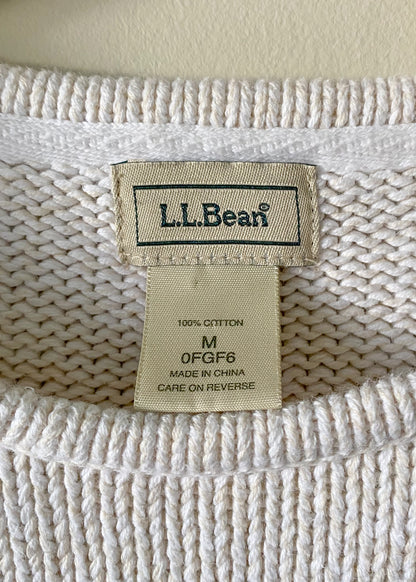 L.L.Bean®
100% COTTON
M
0FGF6
MADE IN CHINA
CARE ON REVERSE